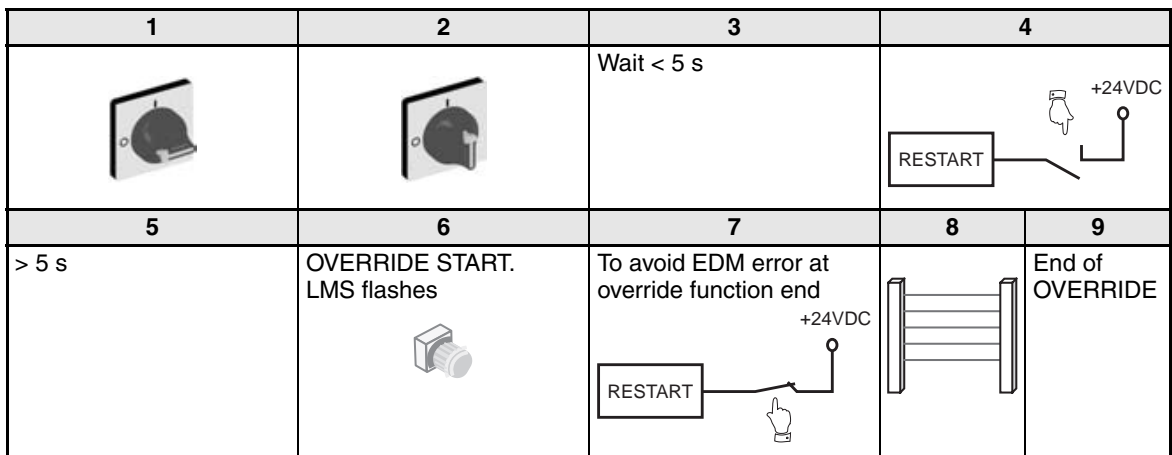 1 2 3 4
Wait < 5 s
+24VDC
RESTART
5 6 7 8 9
> 5 s
OVERRIDE START.
LMS flashes
To avoid EDM error at
override function end
+24VDC
RESTART
End of
OVERRIDE